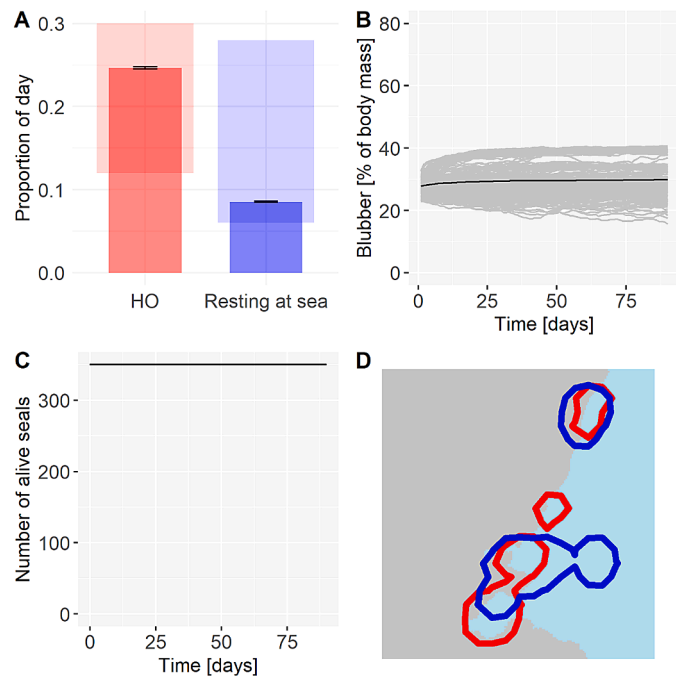 A
Proportion of day
0.3
0.2
0.1
0.0
HO
Resting at sea
B
Blubber [% of body mass]
80
60
40
20
0
0
25
50
75
Time [days]
C
Number of alive seals
300
200
100
0
0
25
50
75
Time [days]
D